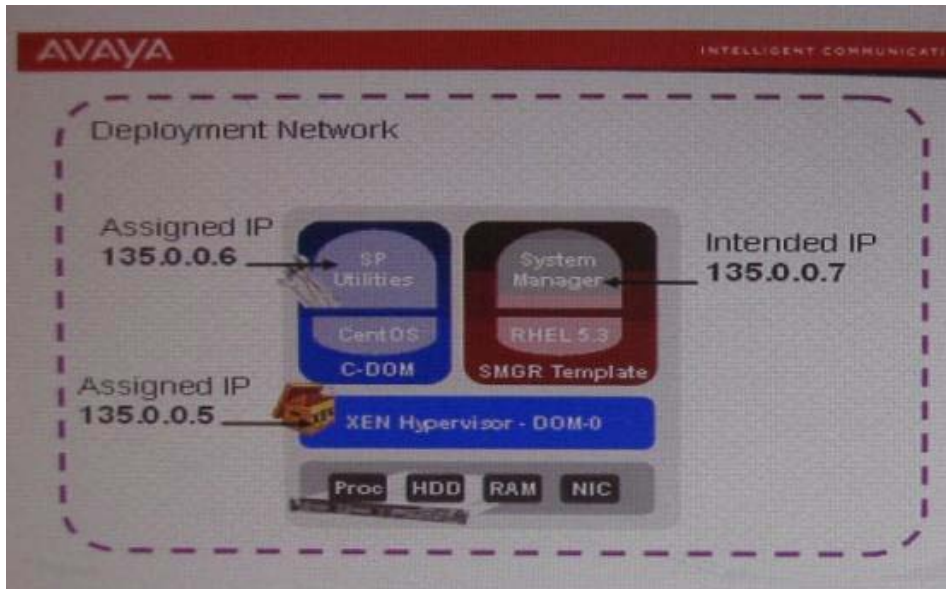 AVAYA
INTELLIGENT COMMUNICATI
Deployment Network
Assigned IP
135.0.0.6
SP
Utilities
System
Manager
Intended IP
135.0.0.7
CentOS
RHEL 5.3
C-DOM
SMGR Template
Assigned IP
135.0.0.5
XEN Hypervisor - DOM-0
Proc
HDD
RAM
NIC